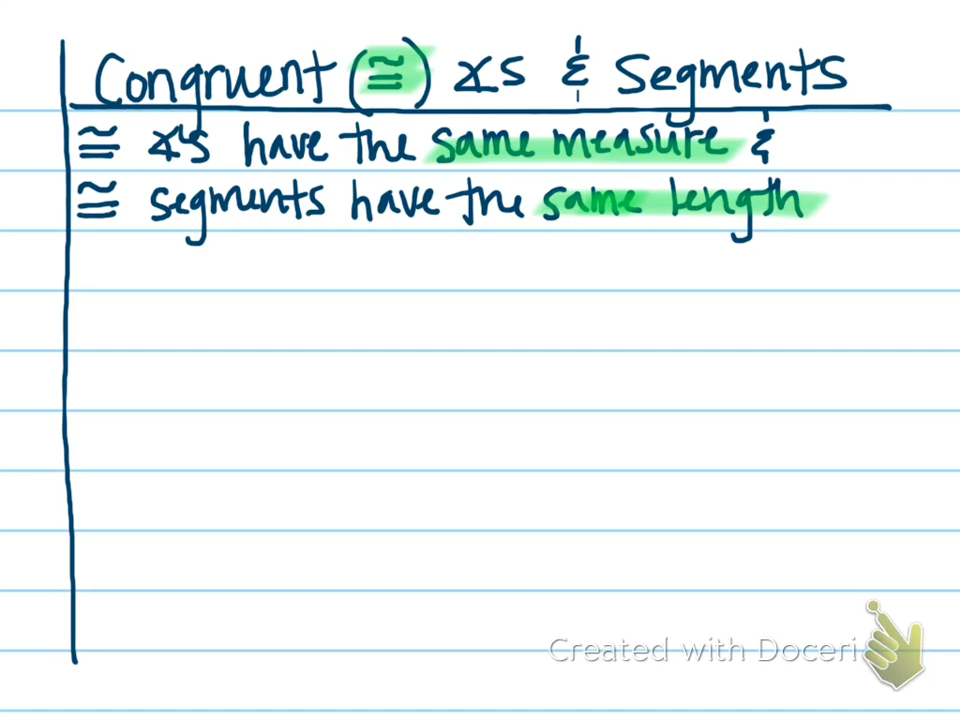 Congruent (≅) ∡s & Segments
≅ ∡'s have the same measure &
≅ segments have the same length
Created with Doceri